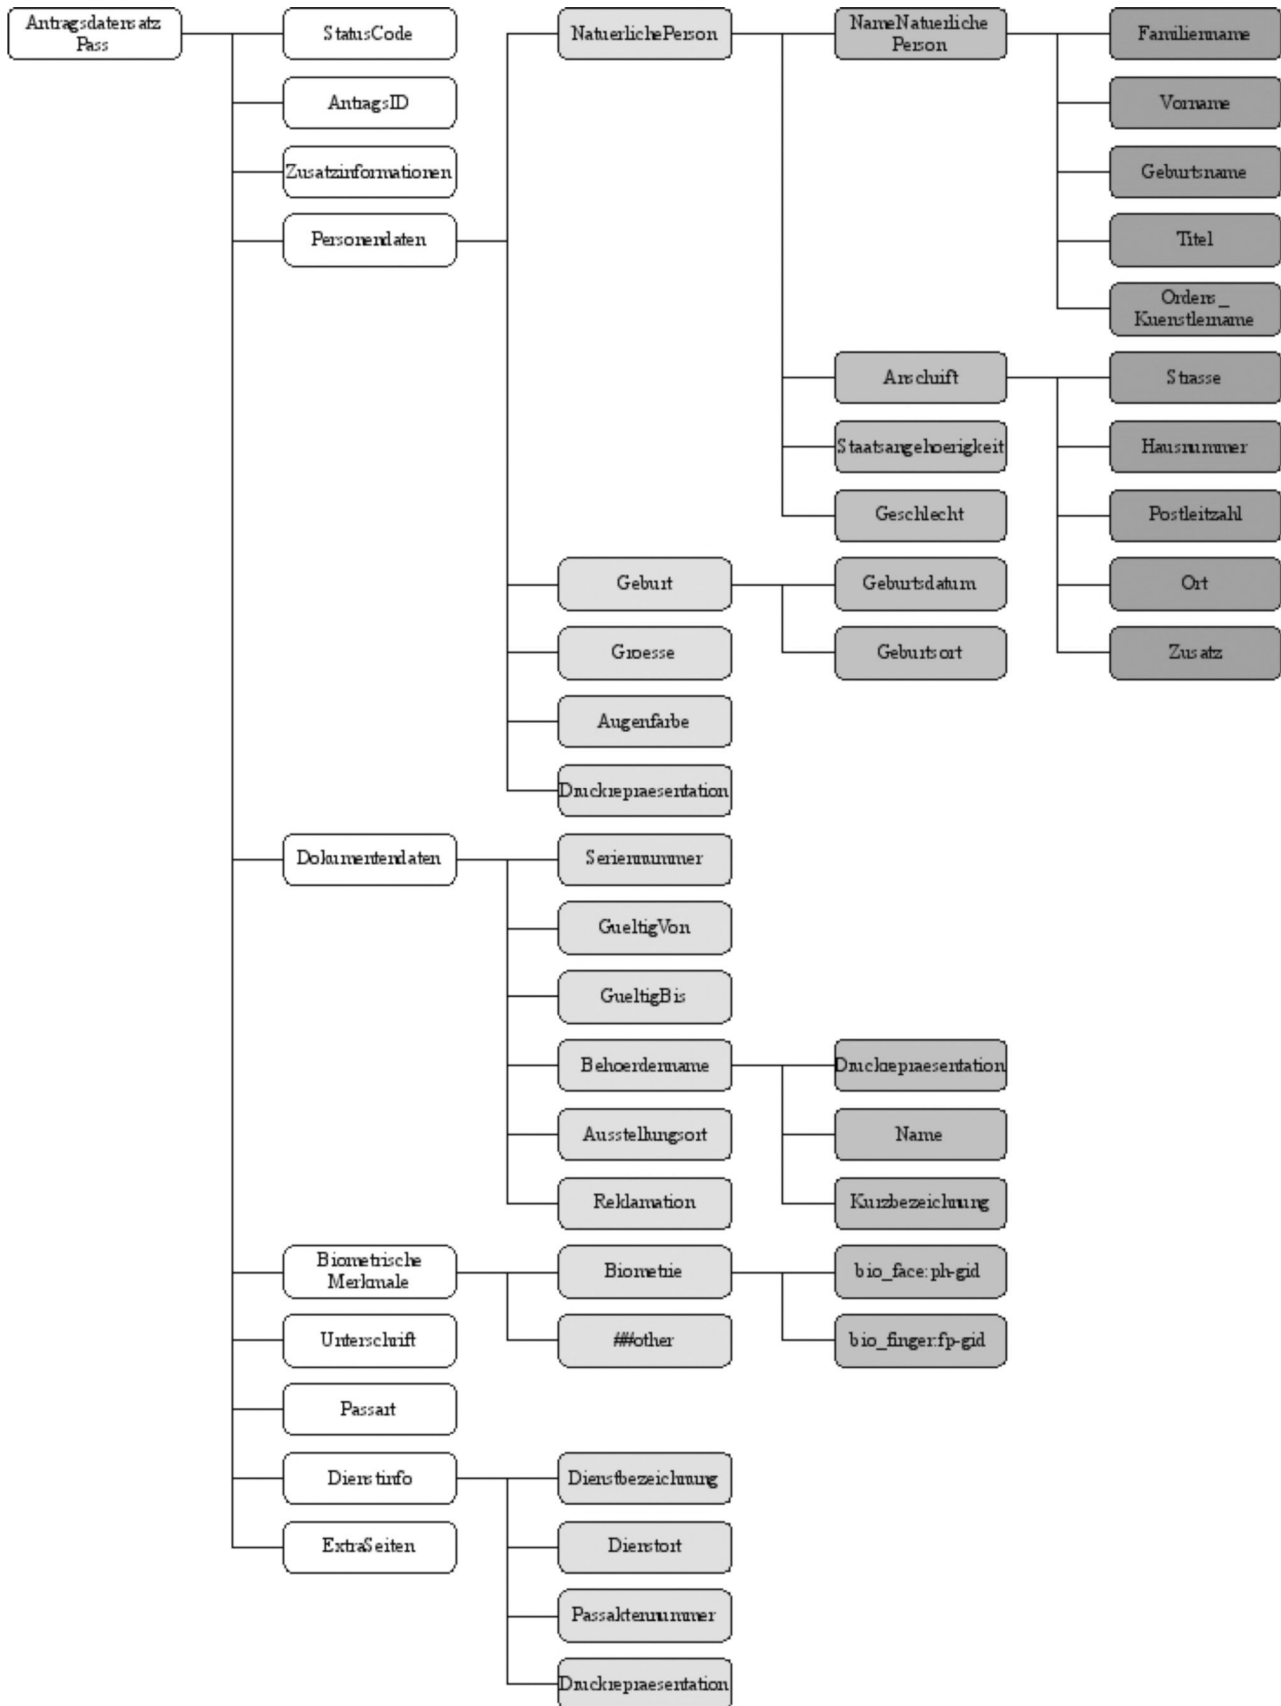 Antragsdatensatz
Pass
StatusCode
NatuerlichePerson
NameNatuerliche
Person
Familienname
AntragsID
Vorname
Zusatzinformationen
Geburtsname
Personendaten
Titel
Ordens_
Kuenstlername
Anschrift
Strasse
Staatsangehoerigkeit
Hausnummer
Geschlecht
Postleitzahl
Geburt
Geburtsdatum
Ort
Groesse
Geburtsort
Zusatz
Augenfarbe
Druckrepraesentation
Dokumentendaten
Seriennummer
GueltigVon
GueltigBis
Behoerdenname
Druckrepraesentation
Ausstellungsort
Name
Reklamation
Kurzbezeichnung
Biometrische
Merkmale
Biometrie
bio_face:ph-gid
Unterschrift
##other
bio_finger:fp-gid
Passart
Dienstinfo
Dienstbezeichnung
ExtraSeiten
Dienstort
Passaktennummer
Druckrepraesentation